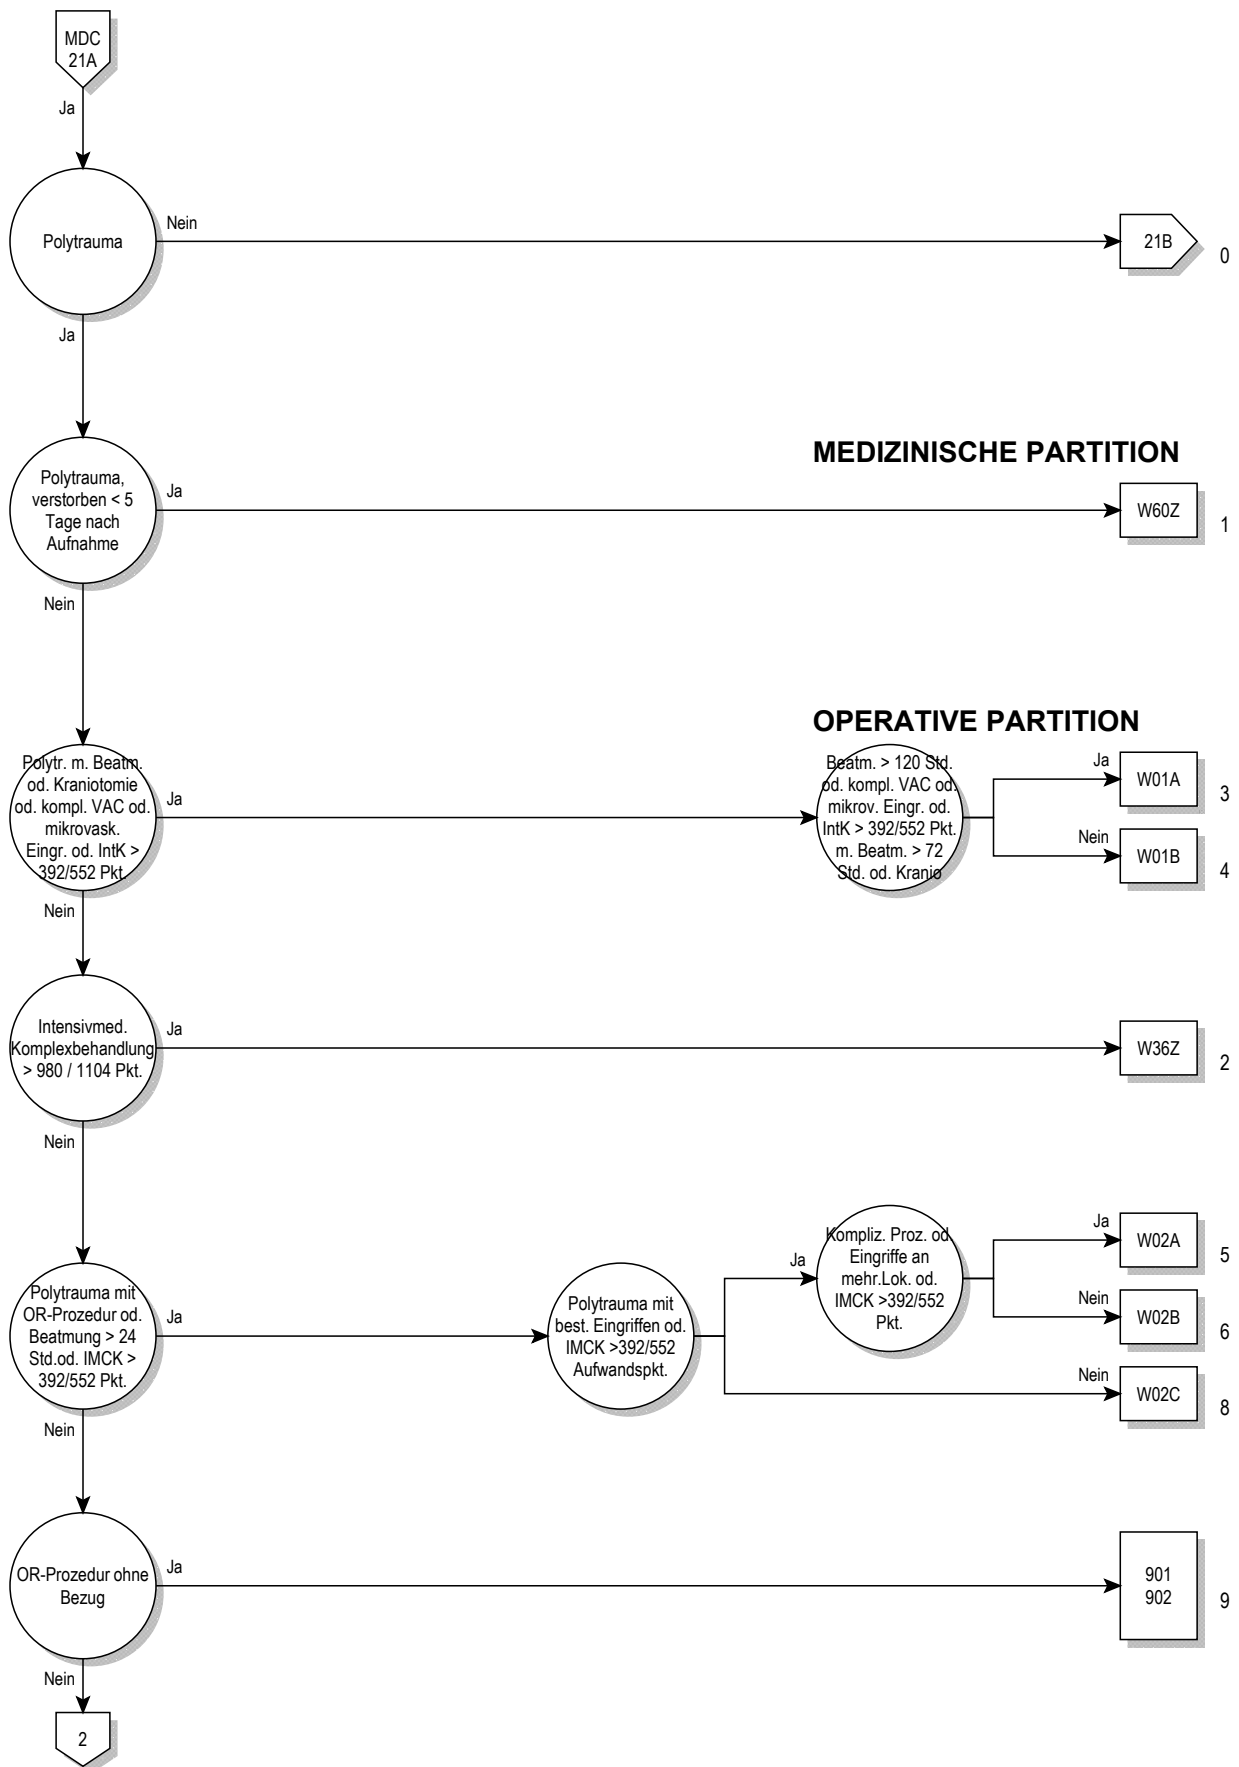 MDC
21A
Ja
Polytrauma
Nein
21B
0
Ja
MEDIZINISCHE PARTITION
Polytrauma,
verstorben < 5
Tage nach
Aufnahme
Ja
W60Z
1
Nein
OPERATIVE PARTITION
Polytr. m. Beatm.
od. Kraniotomie
od. kompl. VAC od.
mikrovask.
Eingr. od. IntK >
392/552 Pkt.
Ja
Beatm. > 120 Std.
od. kompl. VAC od.
mikrov. Eingr. od.
IntK > 392/552 Pkt.
m. Beatm. > 72
Std. od. Kranio
Ja
W01A
3
Nein
W01B
4
Nein
Intensivmed.
Komplexbehandlung
> 980 / 1104 Pkt.
Ja
W36Z
2
Nein
Polytrauma mit
OR-Prozedur od.
Beatmung > 24
Std.od. IMCK >
392/552 Pkt.
Ja
Polytrauma mit
best. Eingriffen od.
IMCK >392/552
Aufwandspkt.
Ja
Kompliz. Proz. od.
Eingriffe an
mehr.Lok. od.
IMCK >392/552
Pkt.
Ja
W02A
5
Nein
W02B
6
Nein
W02C
8
Nein
OR-Prozedur ohne
Bezug
Ja
901
902
9
Nein
2